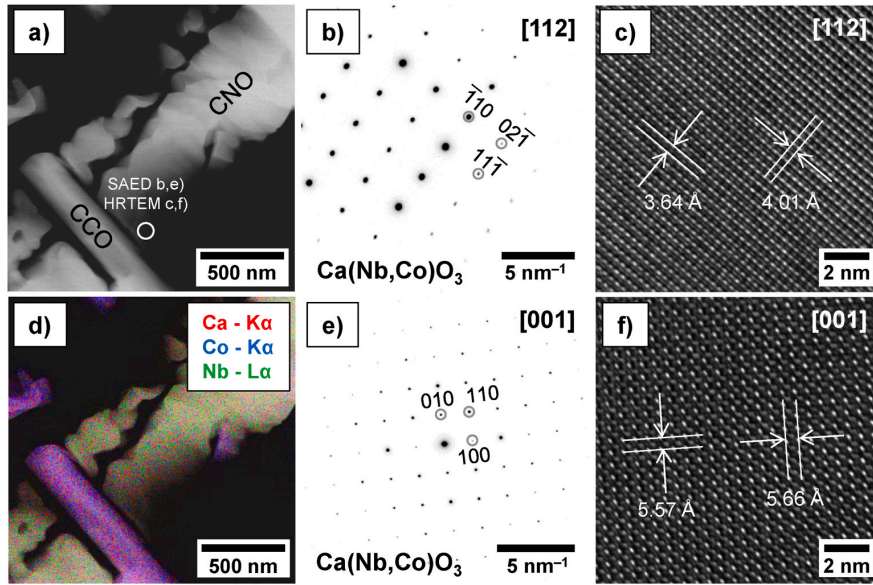 a)
CNO
SAED b,e)
HRTEM c,f)
CCO
500 nm
b)
[112]
1̅10
021̅
111̅
5 nm⁻¹
Ca(Nb,Co)O₃
c)
[112]
3.64 Å
4.01 Å
2 nm
d)
Ca - Kα
Co - Kα
Nb - Lα
500 nm
e)
[001]
010
110
100
5 nm⁻¹
Ca(Nb,Co)O₃
f)
[001]
5.57 Å
5.66 Å
2 nm